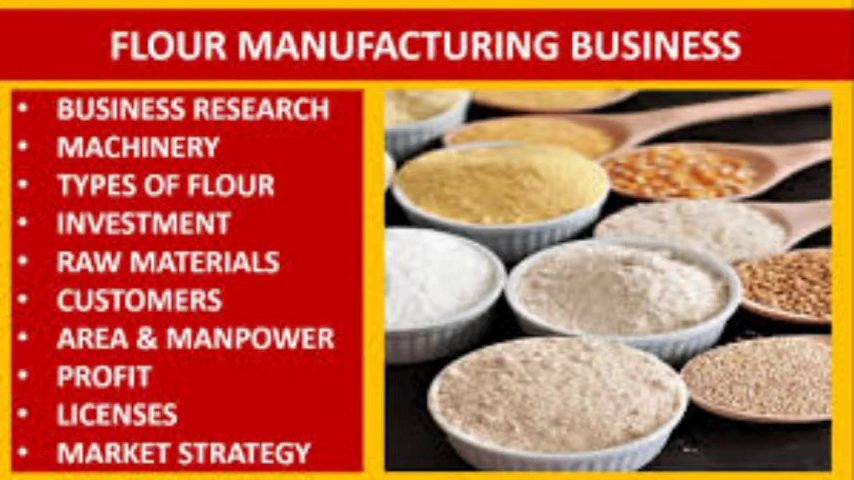 FLOUR MANUFACTURING BUSINESS
• BUSINESS RESEARCH
• MACHINERY
• TYPES OF FLOUR
• INVESTMENT
• RAW MATERIALS
• CUSTOMERS
• AREA & MANPOWER
• PROFIT
• LICENSES
• MARKET STRATEGY